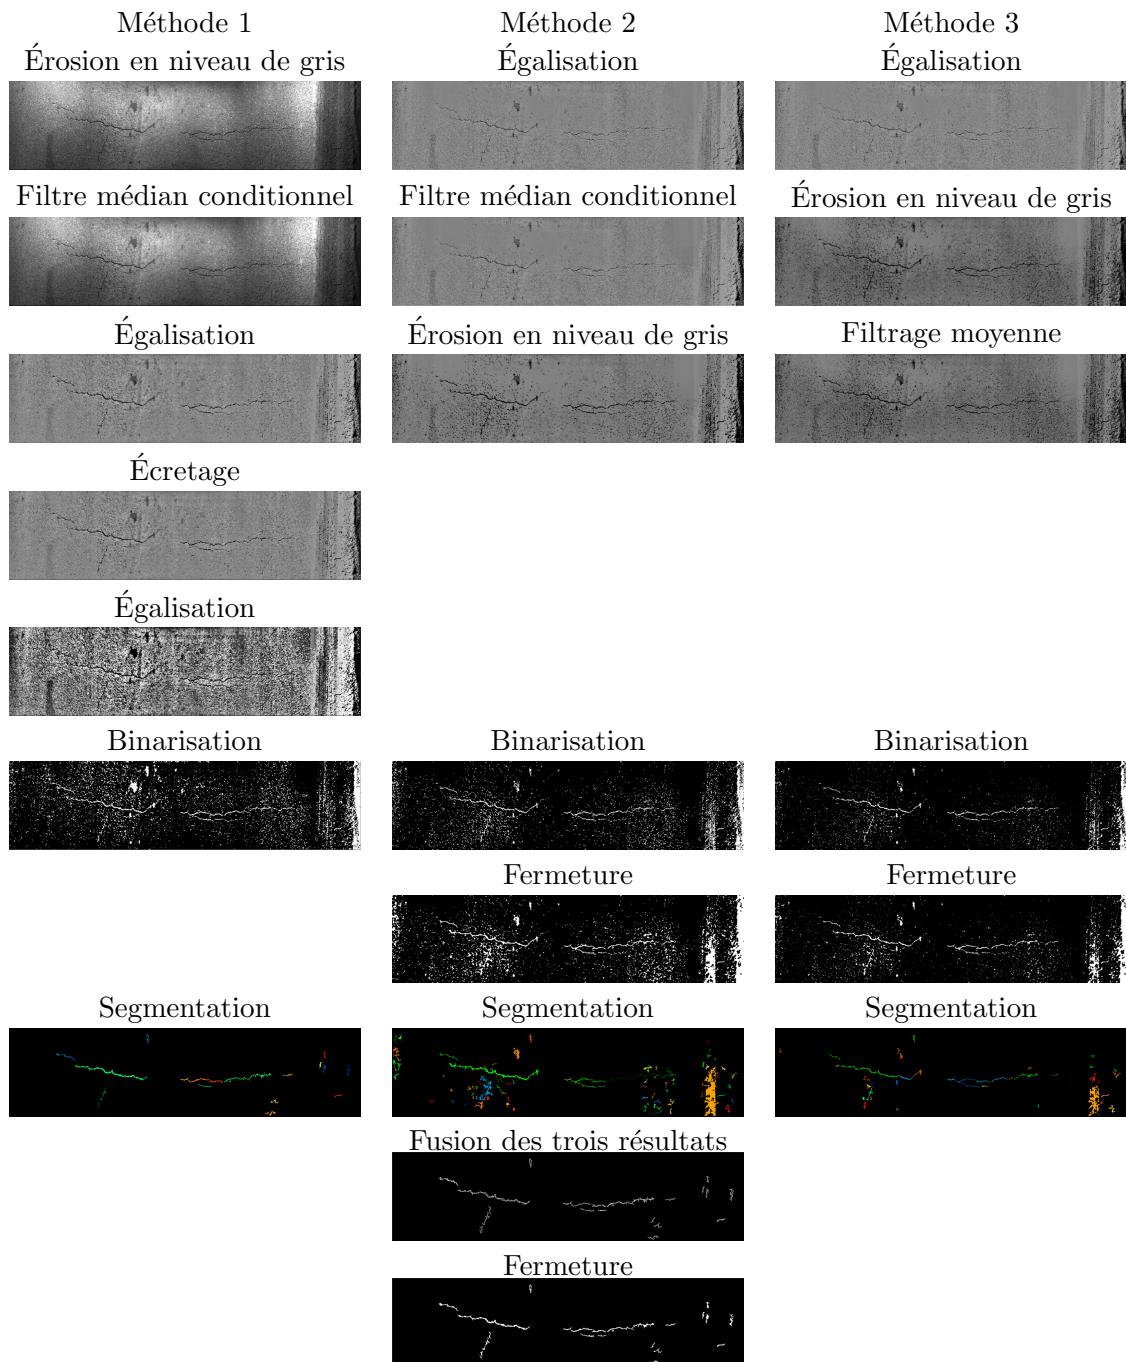 Méthode 1
Méthode 2
Méthode 3
Érosion en niveau de gris
Égalisation
Égalisation
Filtre médian conditionnel
Filtre médian conditionnel
Érosion en niveau de gris
Égalisation
Érosion en niveau de gris
Filtrage moyenne
Écretage
Égalisation
Binarisation
Binarisation
Binarisation
Fermeture
Fermeture
Segmentation
Segmentation
Segmentation
Fusion des trois résultats
Fermeture